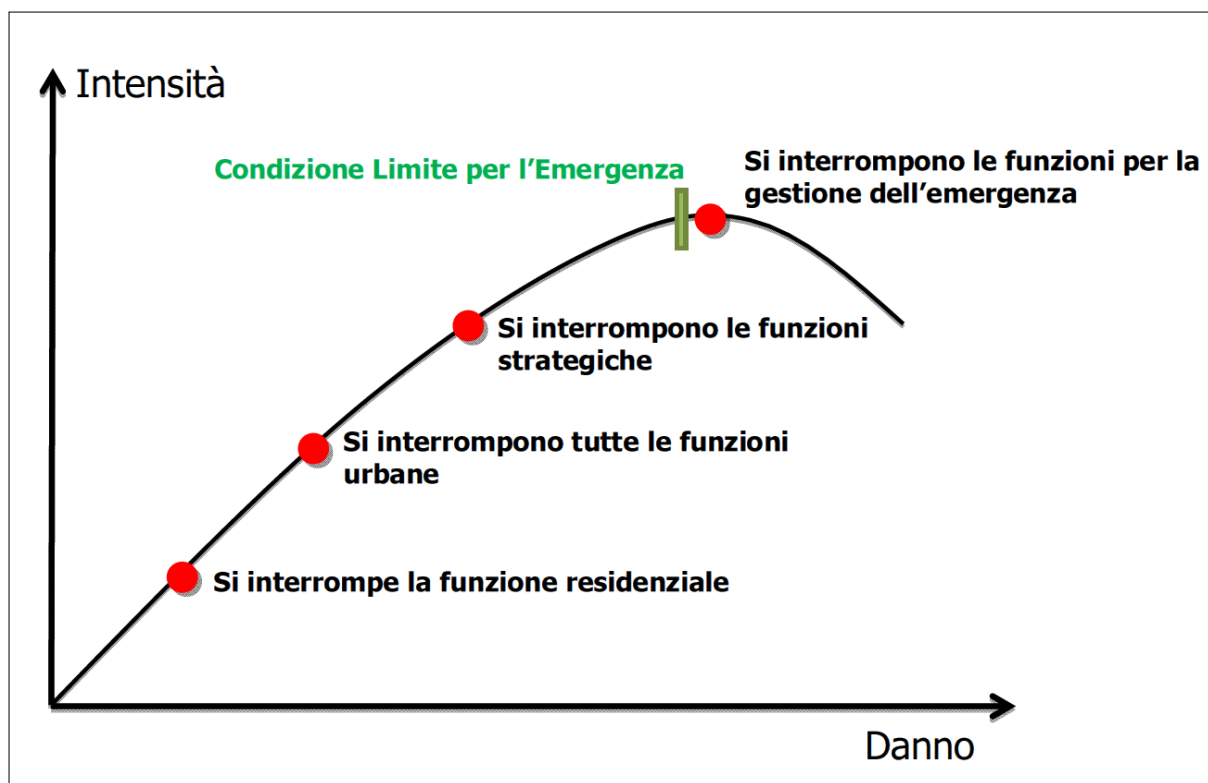 Intensità
Condizione Limite per l’Emergenza
Si interrompono le funzioni per la
gestione dell’emergenza
Si interrompono le funzioni
strategiche
Si interrompono tutte le funzioni
urbane
Si interrompe la funzione residenziale
Danno